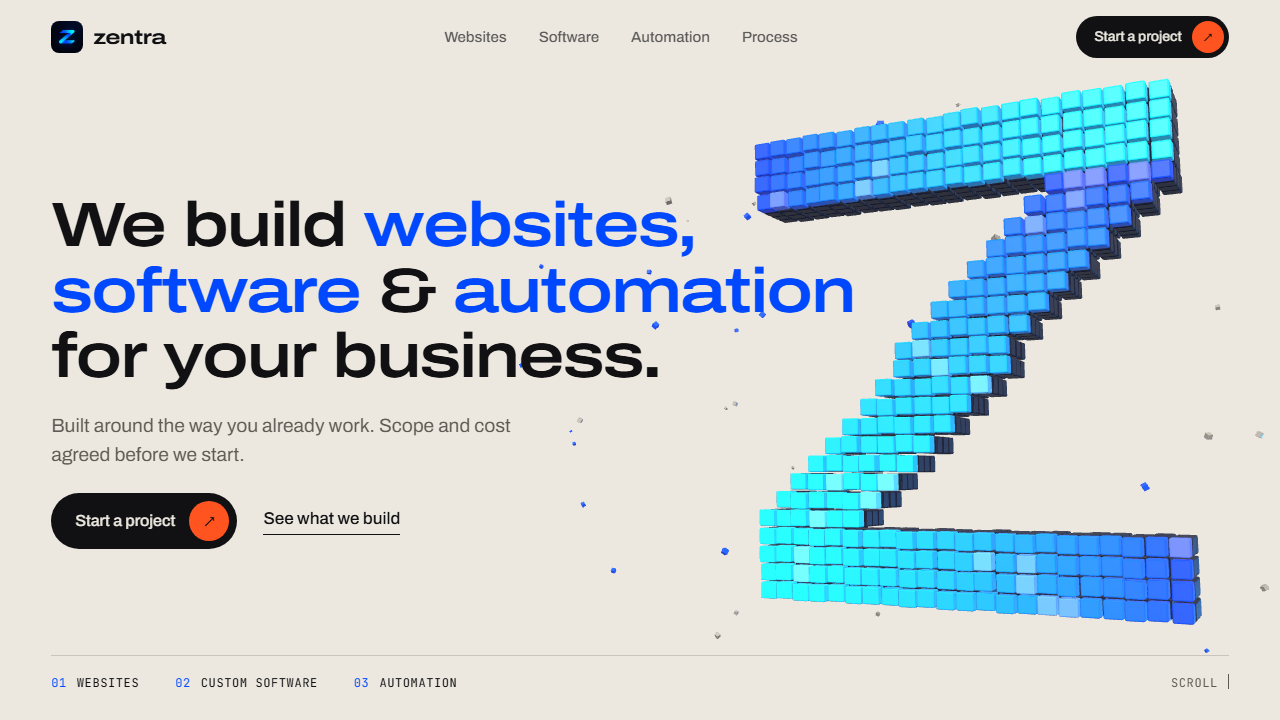 zentra
Websites
Software
Automation
Process
Start a project ↗
We build websites,
software & automation
for your business.
Built around the way you already work. Scope and cost
agreed before we start.
Start a project ↗
See what we build
01 WEBSITES
02 CUSTOM SOFTWARE
03 AUTOMATION
SCROLL